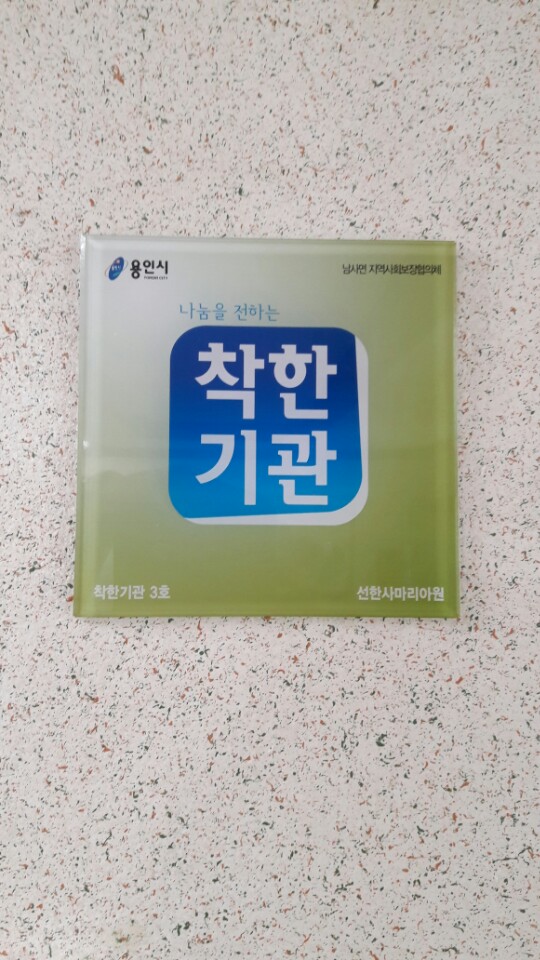 용인시
YONGIN CITY
남사면 지역사회보장협의체
나눔을 전하는
착한
기관
착한기관 3호
선한사마리아원